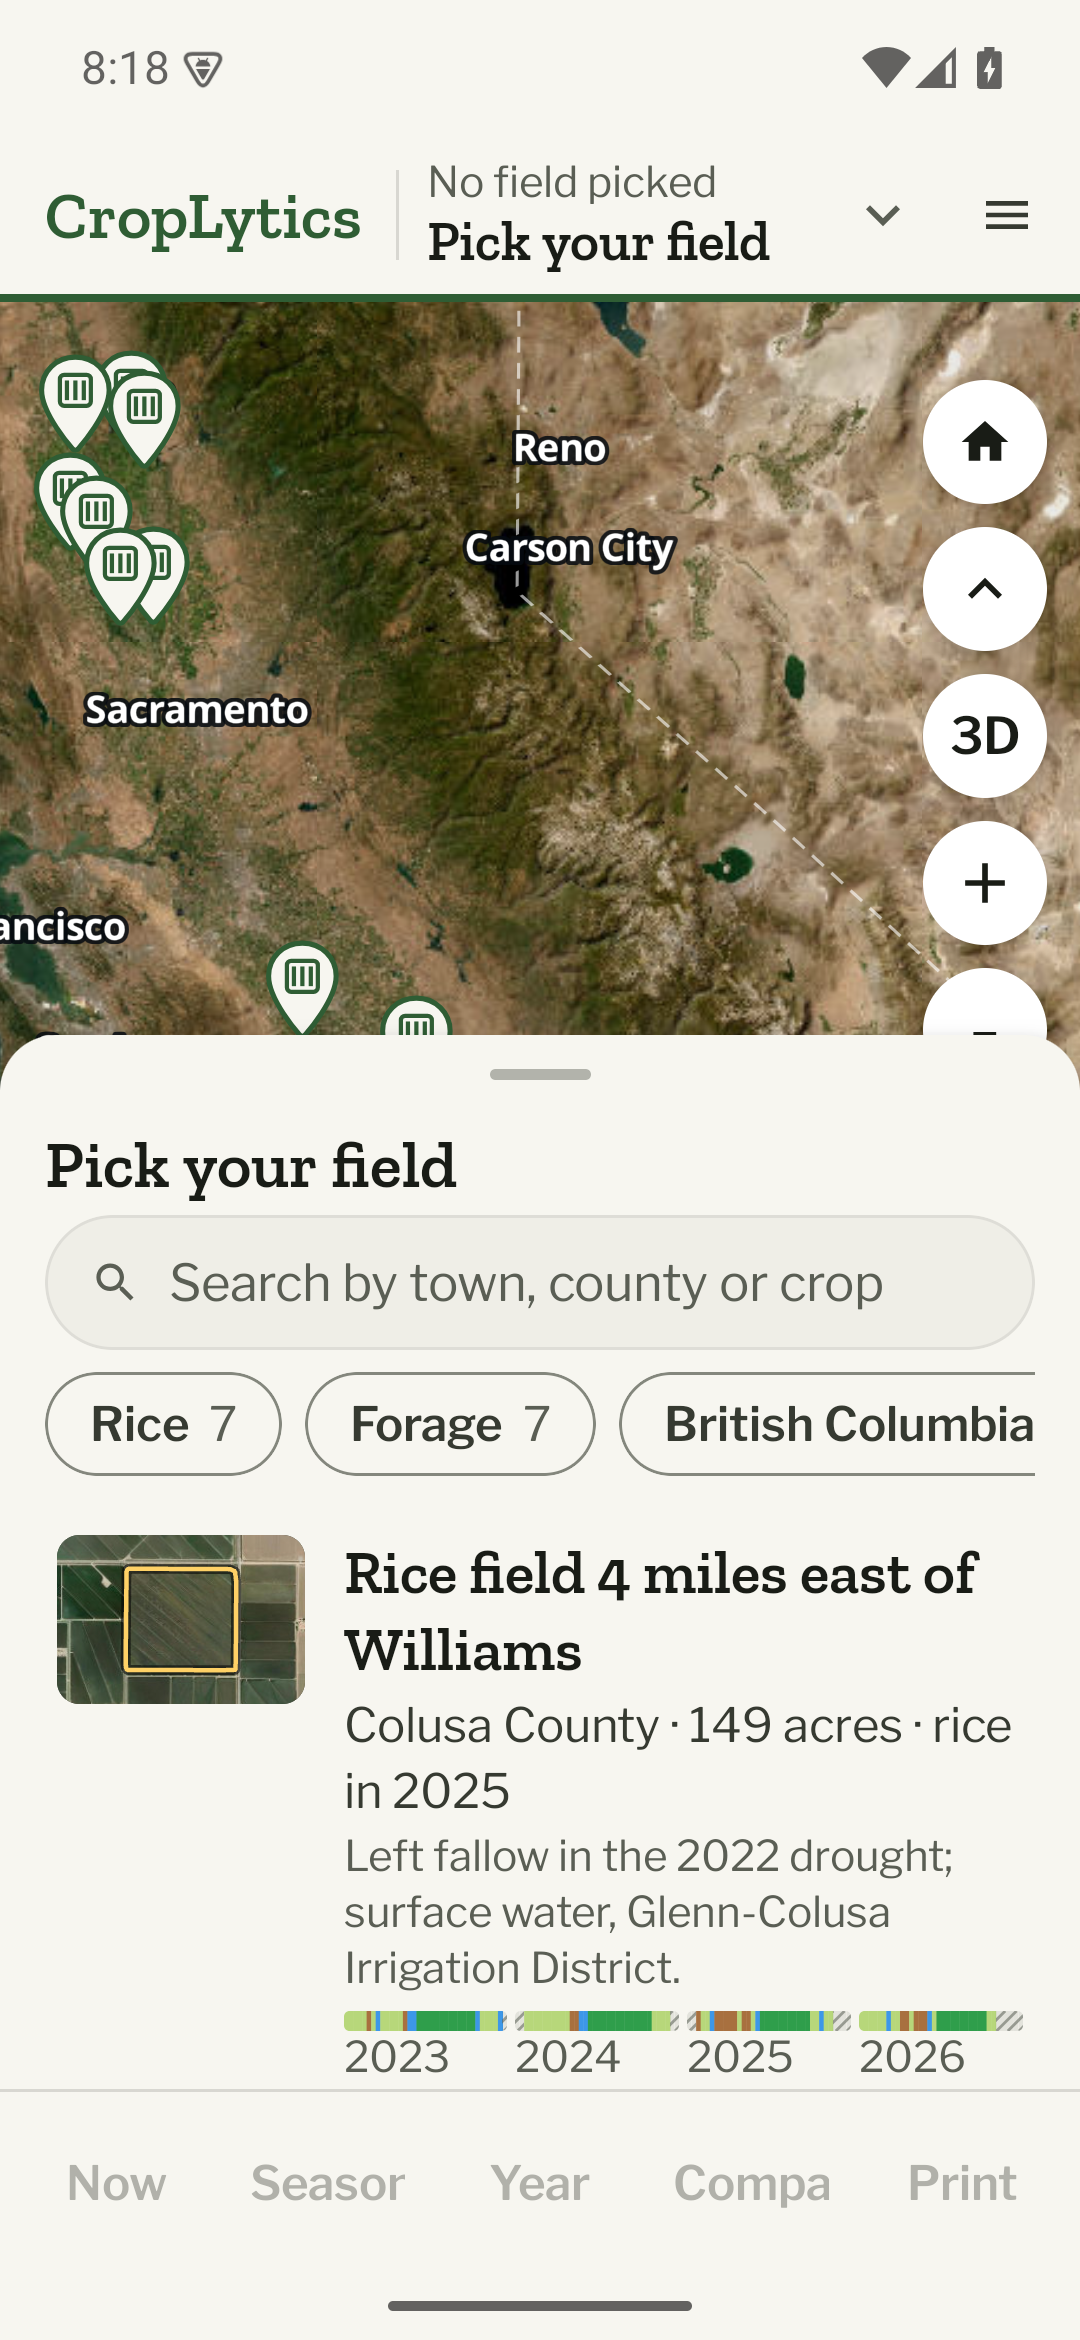 8:18
CropLytics
No field picked
Pick your field
Reno
Carson City
3D
Sacramento
ancisco
Pick your field
Search by town, county or crop
Rice 7
Forage 7
British Columbia
Rice field 4 miles east of
Williams
Colusa County · 149 acres · rice
in 2025
Left fallow in the 2022 drought;
surface water, Glenn-Colusa
Irrigation District.
2023
2024
2025
2026
Now
Seasor
Year
Compa
Print